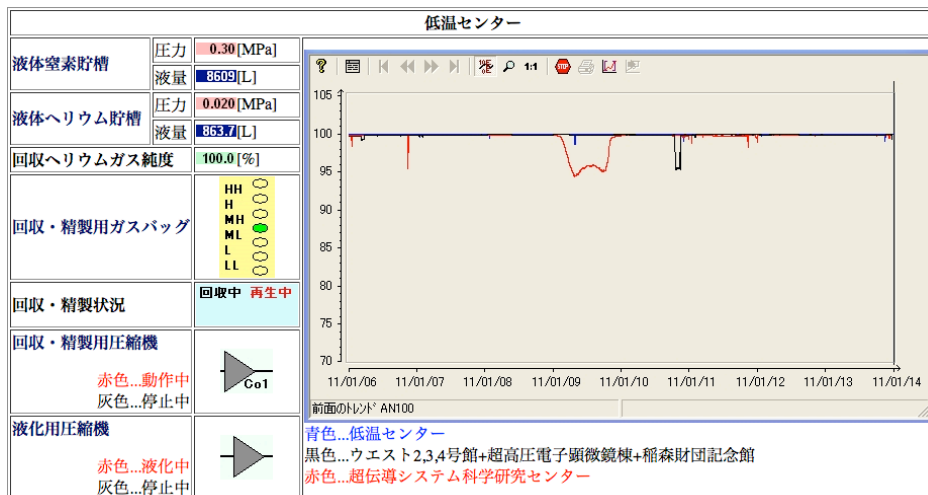 低温センター
液体窒素貯槽
圧力 0.30[MPa]
液量 8609[L]
液体ヘリウム貯槽
圧力 0.020[MPa]
液量 863.7[L]
回収ヘリウムガス純度 100.0[%]
回収・精製用ガスバッグ
HH
H
MH
ML
L
LL
回収・精製状況
回収中 再生中
回収・精製用圧縮機
赤色...動作中
灰色...停止中
Co1
液化用圧縮機
赤色...液化中
灰色...停止中
1:1
STOP
105
100
95
90
85
80
75
70
11/01/06 11/01/07 11/01/08 11/01/09 11/01/10 11/01/11 11/01/12 11/01/13 11/01/14
前面のトレンド AN100
青色...低温センター
黒色...ウエスト2,3,4号館+超高圧電子顕微鏡棟+稲森財団記念館
赤色...超伝導システム科学研究センター